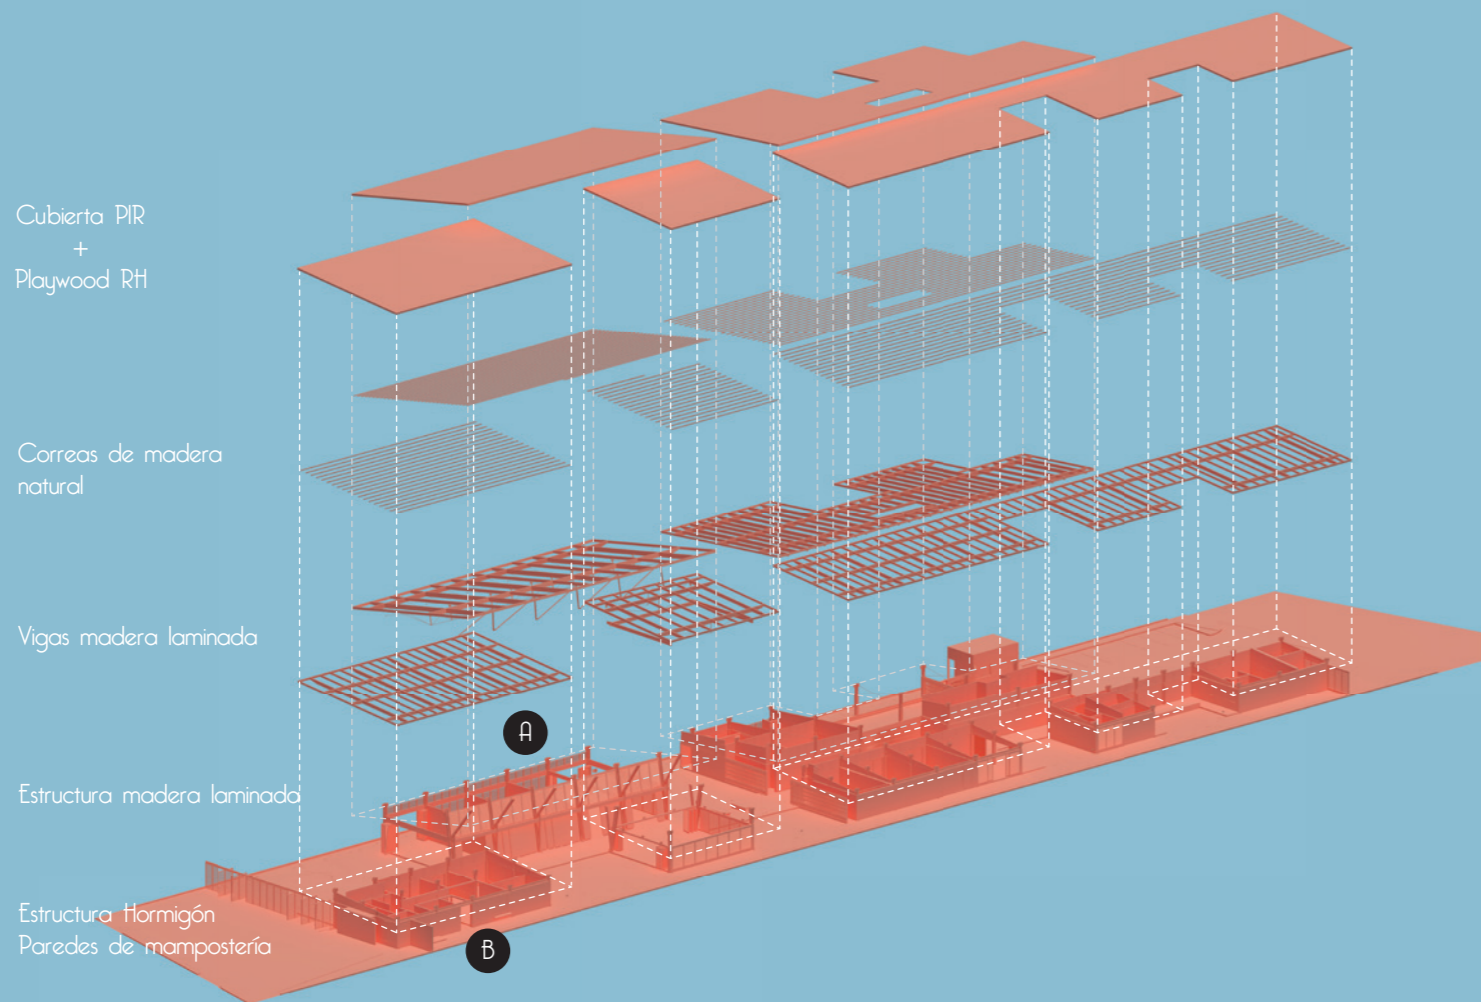 Cubierta PIR
+
Playwood RH
Correas de madera
natural
Vigas madera laminada
A
Estructura madera laminada
Estructura Hormigón
Paredes de mampostería
B